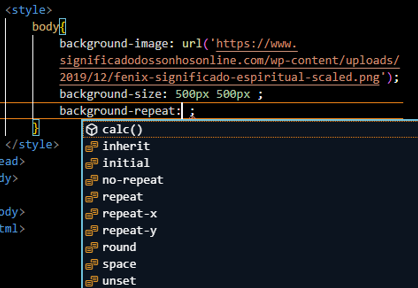 <style>
body{
background-image: url('https://www.
significadodossonhosonline.com/wp-content/uploads/
2019/12/fenix-significado-espiritual-scaled.png');
background-size: 500px 500px ;
background-repeat: ;
}
calc()
</style>
inherit
ead>
initial
dy>
no-repeat
repeat
ody>
repeat-x
tml>
repeat-y
round
space
unset